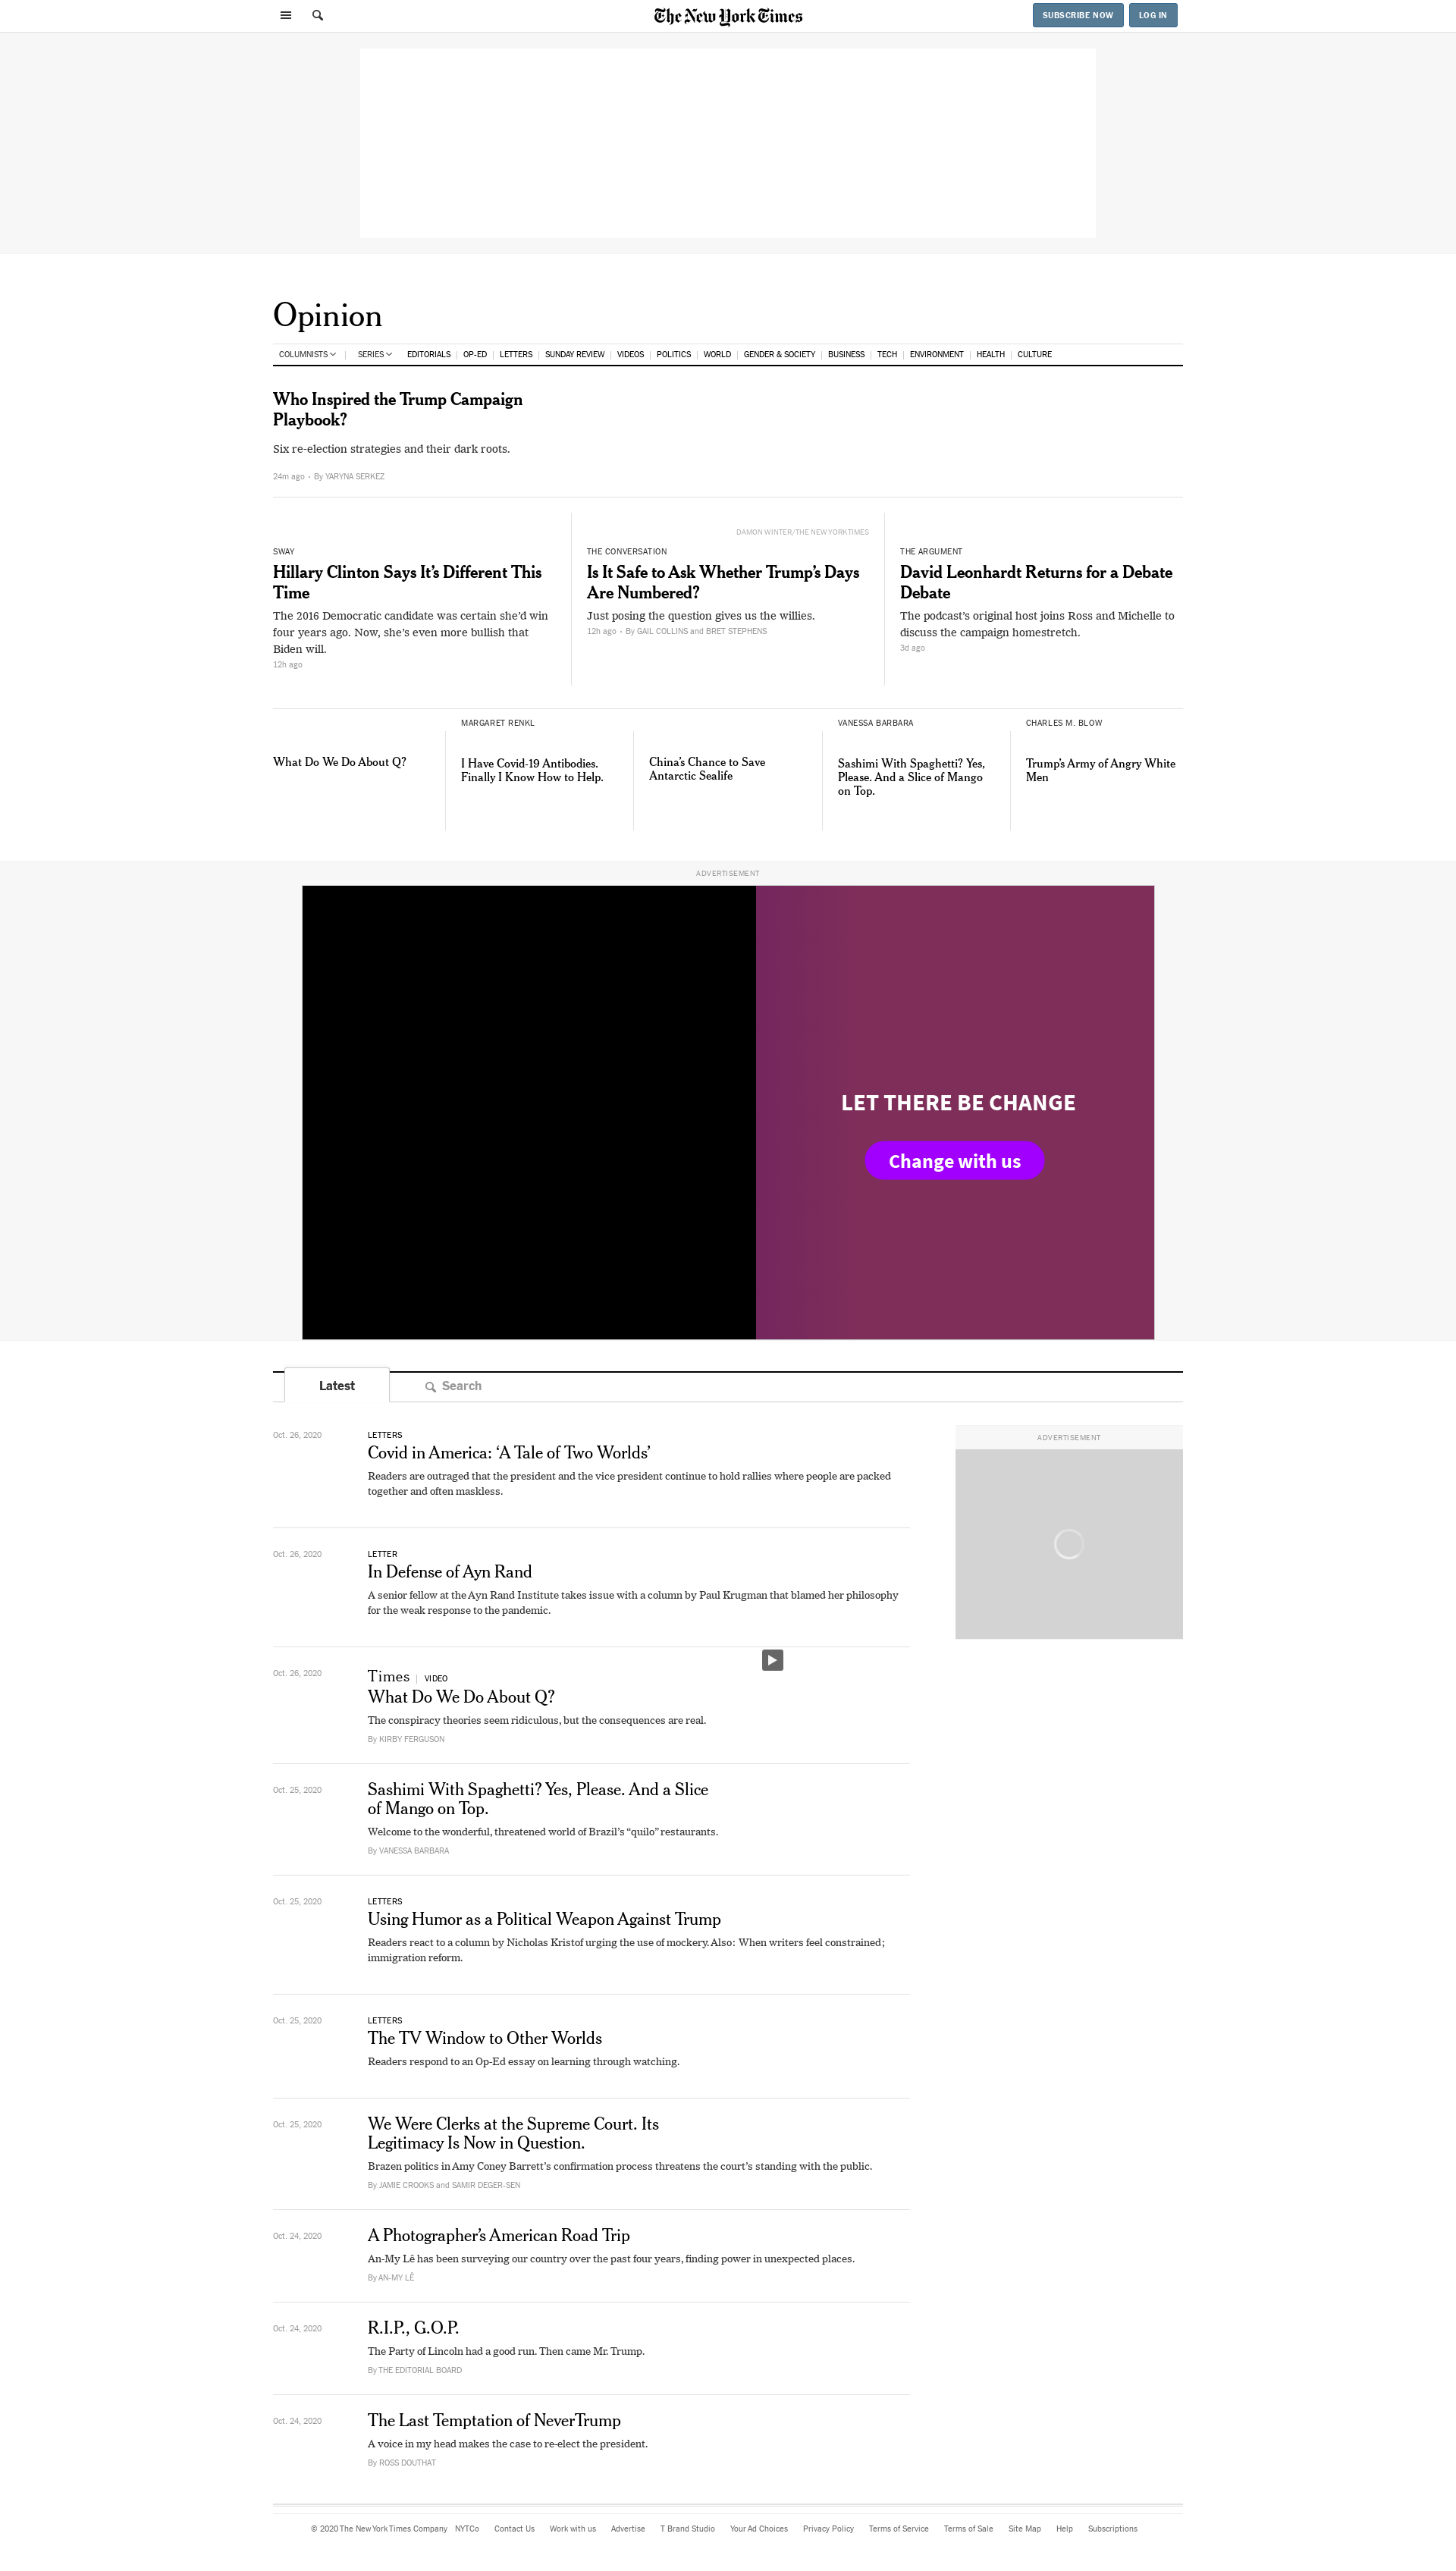 The New York Times
SUBSCRIBE NOW
LOG IN
Opinion
COLUMNISTS
SERIES
EDITORIALS
OP-ED
LETTERS
SUNDAY REVIEW
VIDEOS
POLITICS
WORLD
GENDER & SOCIETY
BUSINESS
TECH
ENVIRONMENT
HEALTH
CULTURE
Who Inspired the Trump Campaign
Playbook?
Six re-election strategies and their dark roots.
24m ago • By YARYNA SERKEZ
SWAY
Hillary Clinton Says It’s Different This
Time
The 2016 Democratic candidate was certain she’d win
four years ago. Now, she’s even more bullish that
Biden will.
12h ago
DAMON WINTER/THE NEW YORK TIMES
THE CONVERSATION
Is It Safe to Ask Whether Trump’s Days
Are Numbered?
Just posing the question gives us the willies.
12h ago • By GAIL COLLINS and BRET STEPHENS
THE ARGUMENT
David Leonhardt Returns for a Debate
Debate
The podcast’s original host joins Ross and Michelle to
discuss the campaign homestretch.
3d ago
What Do We Do About Q?
MARGARET RENKL
I Have Covid-19 Antibodies.
Finally I Know How to Help.
China’s Chance to Save
Antarctic Sealife
VANESSA BARBARA
Sashimi With Spaghetti? Yes,
Please. And a Slice of Mango
on Top.
CHARLES M. BLOW
Trump’s Army of Angry White
Men
ADVERTISEMENT
LET THERE BE CHANGE
Change with us
Latest
Search
Oct. 26, 2020
LETTERS
Covid in America: ‘A Tale of Two Worlds’
Readers are outraged that the president and the vice president continue to hold rallies where people are packed
together and often maskless.
ADVERTISEMENT
Oct. 26, 2020
LETTER
In Defense of Ayn Rand
A senior fellow at the Ayn Rand Institute takes issue with a column by Paul Krugman that blamed her philosophy
for the weak response to the pandemic.
Oct. 26, 2020
Times | VIDEO
What Do We Do About Q?
The conspiracy theories seem ridiculous, but the consequences are real.
By KIRBY FERGUSON
Oct. 25, 2020
Sashimi With Spaghetti? Yes, Please. And a Slice
of Mango on Top.
Welcome to the wonderful, threatened world of Brazil’s “quilo” restaurants.
By VANESSA BARBARA
Oct. 25, 2020
LETTERS
Using Humor as a Political Weapon Against Trump
Readers react to a column by Nicholas Kristof urging the use of mockery. Also: When writers feel constrained;
immigration reform.
Oct. 25, 2020
LETTERS
The TV Window to Other Worlds
Readers respond to an Op-Ed essay on learning through watching.
Oct. 25, 2020
We Were Clerks at the Supreme Court. Its
Legitimacy Is Now in Question.
Brazen politics in Amy Coney Barrett’s confirmation process threatens the court’s standing with the public.
By JAMIE CROOKS and SAMIR DEGER-SEN
Oct. 24, 2020
A Photographer’s American Road Trip
An-My Lê has been surveying our country over the past four years, finding power in unexpected places.
By AN-MY LÊ
Oct. 24, 2020
R.I.P., G.O.P.
The Party of Lincoln had a good run. Then came Mr. Trump.
By THE EDITORIAL BOARD
Oct. 24, 2020
The Last Temptation of NeverTrump
A voice in my head makes the case to re-elect the president.
By ROSS DOUTHAT
© 2020 The New York Times Company NYTCo Contact Us Work with us Advertise T Brand Studio Your Ad Choices Privacy Policy Terms of Service Terms of Sale Site Map Help Subscriptions